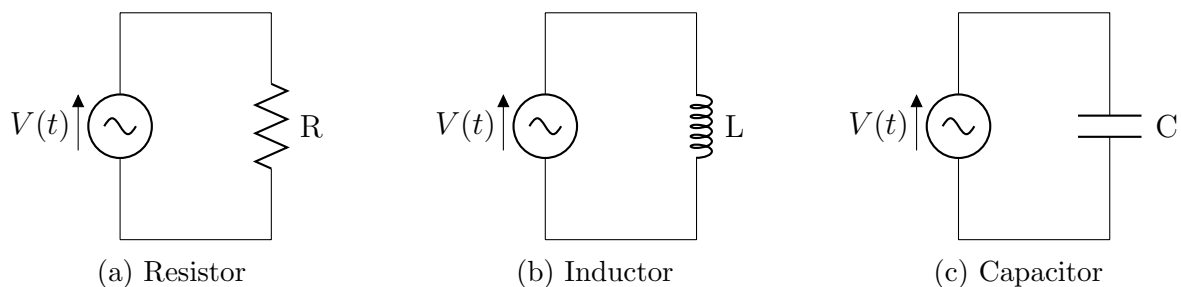 V(t)
R
V(t)
L
V(t)
C
(a) Resistor
(b) Inductor
(c) Capacitor